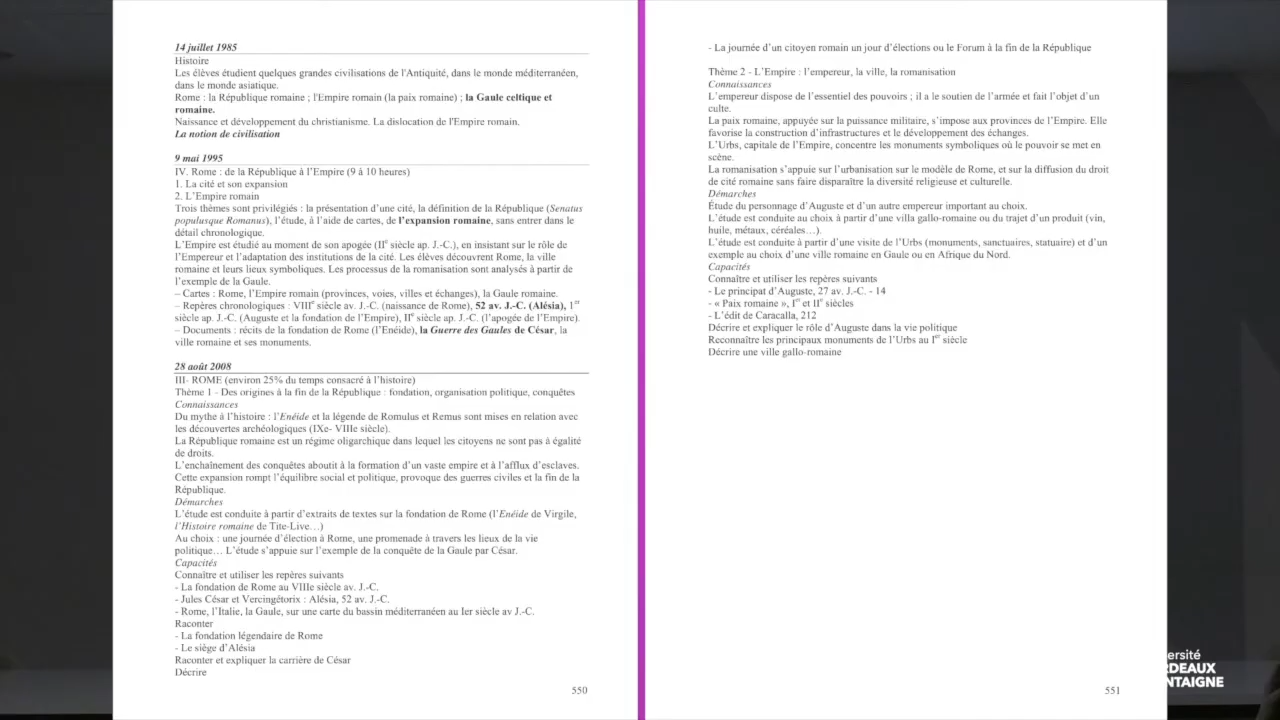 14 juillet 1985
Histoire
Les élèves étudient quelques grandes civilisations de l'Antiquité, dans le monde méditerranéen,
dans le monde asiatique.
Rome : la République romaine ; l'Empire romain (la paix romaine) ; la Gaule celtique et
romaine.
Naissance et développement du christianisme. La dislocation de l'Empire romain.
La notion de civilisation
9 mai 1995
IV. Rome : de la République à l’Empire (9 à 10 heures)
1. La cité et son expansion
2. L’Empire romain
Trois thèmes sont privilégiés : la présentation d’une cité, la définition de la République (Senatus
populusque Romanus), l’étude, à l’aide de cartes, de l’expansion romaine, sans entrer dans le
détail chronologique.
L’Empire est étudié au moment de son apogée (IIe siècle ap. J.-C.), en insistant sur le rôle de
l’Empereur et l’adaptation des institutions de la cité. Les élèves découvrent Rome, la ville
romaine et leurs lieux symboliques. Les processus de la romanisation sont analysés à partir de
l’exemple de la Gaule.
– Cartes : Rome, l’Empire romain (provinces, voies, villes et échanges), la Gaule romaine.
– Repères chronologiques : VIIIe siècle av. J.-C. (naissance de Rome), 52 av. J.-C. (Alésia), 1er
siècle ap. J.-C. (Auguste et la fondation de l’Empire), IIe siècle ap. J.-C. (l’apogée de l’Empire).
– Documents : récits de la fondation de Rome (l’Enéide), la Guerre des Gaules de César, la
ville romaine et ses monuments.
28 août 2008
III- ROME (environ 25% du temps consacré à l’histoire)
Thème 1 - Des origines à la fin de la République : fondation, organisation politique, conquêtes
Connaissances
Du mythe à l’histoire : l’Enéide et la légende de Romulus et Remus sont mises en relation avec
les découvertes archéologiques (IXe- VIIIe siècle).
La République romaine est un régime oligarchique dans lequel les citoyens ne sont pas à égalité
de droits.
L’enchaînement des conquêtes aboutit à la formation d’un vaste empire et à l’afflux d’esclaves.
Cette expansion rompt l’équilibre social et politique, provoque des guerres civiles et la fin de la
République.
Démarches
L’étude est conduite à partir d’extraits de textes sur la fondation de Rome (l’Enéide de Virgile,
l’Histoire romaine de Tite-Live…)
Au choix : une journée d’élection à Rome, une promenade à travers les lieux de la vie
politique… L’étude s’appuie sur l’exemple de la conquête de la Gaule par César.
Capacités
Connaître et utiliser les repères suivants
- La fondation de Rome au VIIIe siècle av. J.-C.
- Jules César et Vercingétorix : Alésia, 52 av. J.-C.
- Rome, l’Italie, la Gaule, sur une carte du bassin méditerranéen au Ier siècle av J.-C.
Raconter
- La fondation légendaire de Rome
- Le siège d’Alésia
Raconter et expliquer la carrière de César
Décrire
550
- La journée d’un citoyen romain un jour d’élections ou le Forum à la fin de la République
Thème 2 - L’Empire : l’empereur, la ville, la romanisation
Connaissances
L’empereur dispose de l’essentiel des pouvoirs ; il a le soutien de l’armée et fait l’objet d’un
culte.
La paix romaine, appuyée sur la puissance militaire, s’impose aux provinces de l’Empire. Elle
favorise la construction d’infrastructures et le développement des échanges.
L’Urbs, capitale de l’Empire, concentre les monuments symboliques où le pouvoir se met en
scène.
La romanisation s’appuie sur l’urbanisation sur le modèle de Rome, et sur la diffusion du droit
de cité romaine sans faire disparaître la diversité religieuse et culturelle.
Démarches
Étude du personnage d’Auguste et d’un autre empereur important au choix.
L’étude est conduite au choix à partir d’une villa gallo-romaine ou du trajet d’un produit (vin,
huile, métaux, céréales…).
L’étude est conduite à partir d’une visite de l’Urbs (monuments, sanctuaires, statuaire) et d’un
exemple au choix d’une ville romaine en Gaule ou en Afrique du Nord.
Capacités
Connaître et utiliser les repères suivants
- Le principat d’Auguste, 27 av. J.-C. - 14
- « Paix romaine », Ier et IIe siècles
- L’édit de Caracalla, 212
Décrire et expliquer le rôle d’Auguste dans la vie politique
Reconnaître les principaux monuments de l’Urbs au Ier siècle
Décrire une ville gallo-romaine
551
ersité
RDEAUX
NTAIGNE